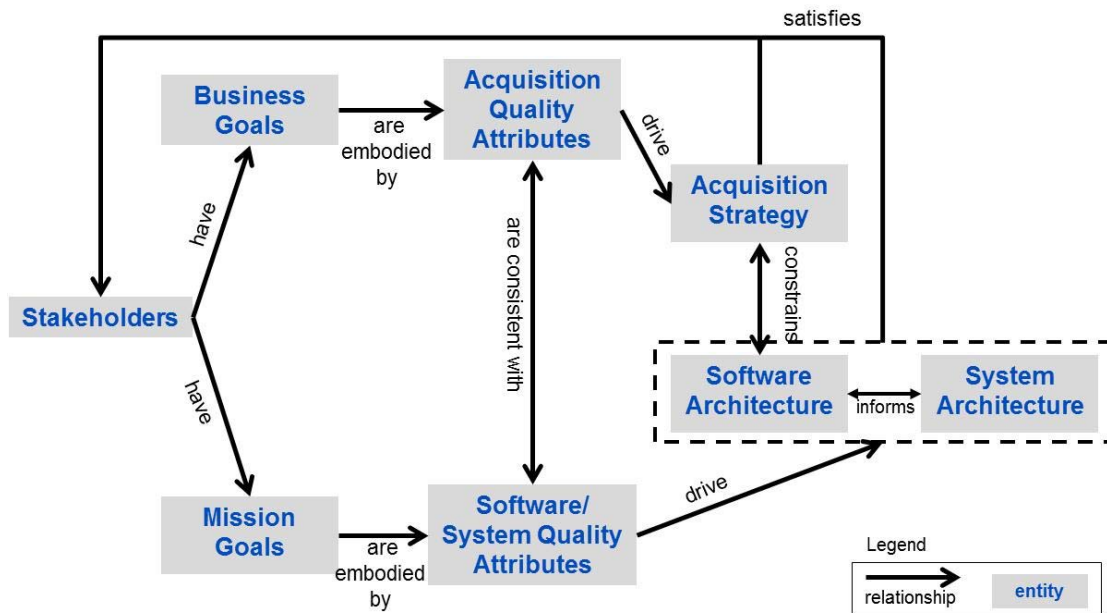 satisfies
Business
Goals
are
embodied
by
Acquisition
Quality
Attributes
drive
Acquisition
Strategy
have
Stakeholders
have
are consistent with
constrains
Software
Architecture
informs
System
Architecture
Mission
Goals
are
embodied
by
Software/
System Quality
Attributes
drive
Legend
relationship
entity